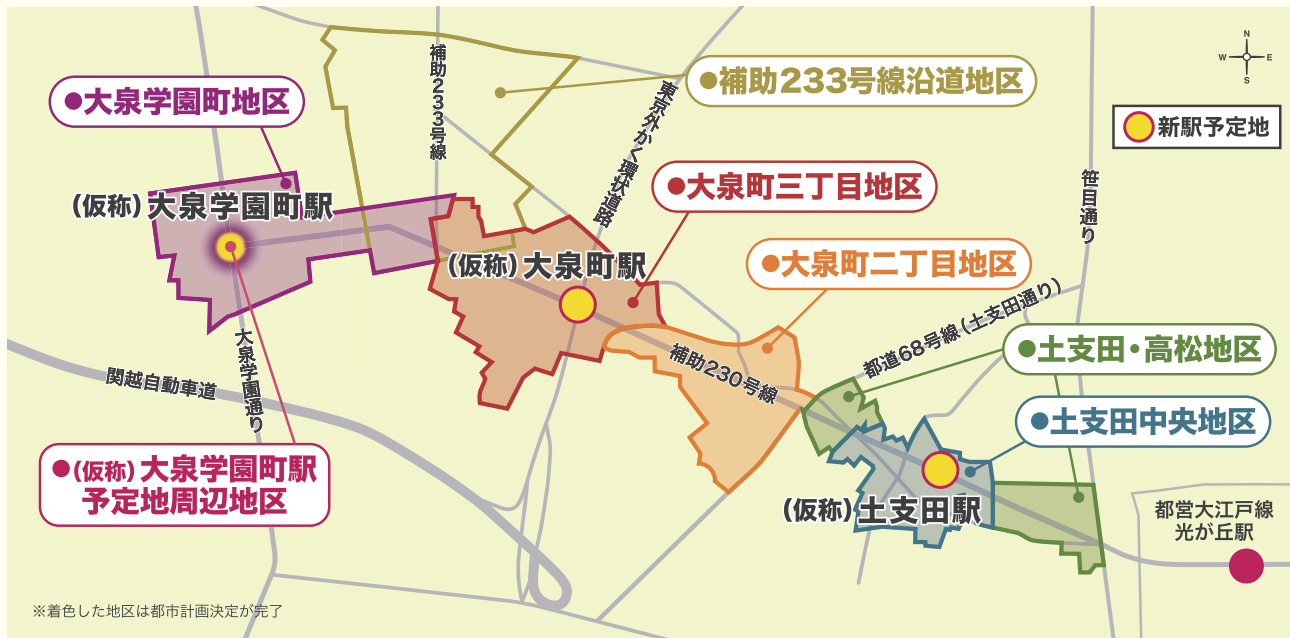 補助233号線
●補助233号線沿道地区
N
W
E
S
●大泉学園町地区
東京外かく環状道路
新駅予定地
(仮称)大泉学園町駅
●大泉町三丁目地区
笹目通り
(仮称)大泉町駅
●大泉町二丁目地区
都道68号線(土支田通り)
●土支田・高松地区
大泉学園通り
関越自動車道
補助230号線
●土支田中央地区
●(仮称)大泉学園町駅
予定地周辺地区
(仮称)土支田駅
都営大江戸線
光が丘駅
※着色した地区は都市計画決定が完了